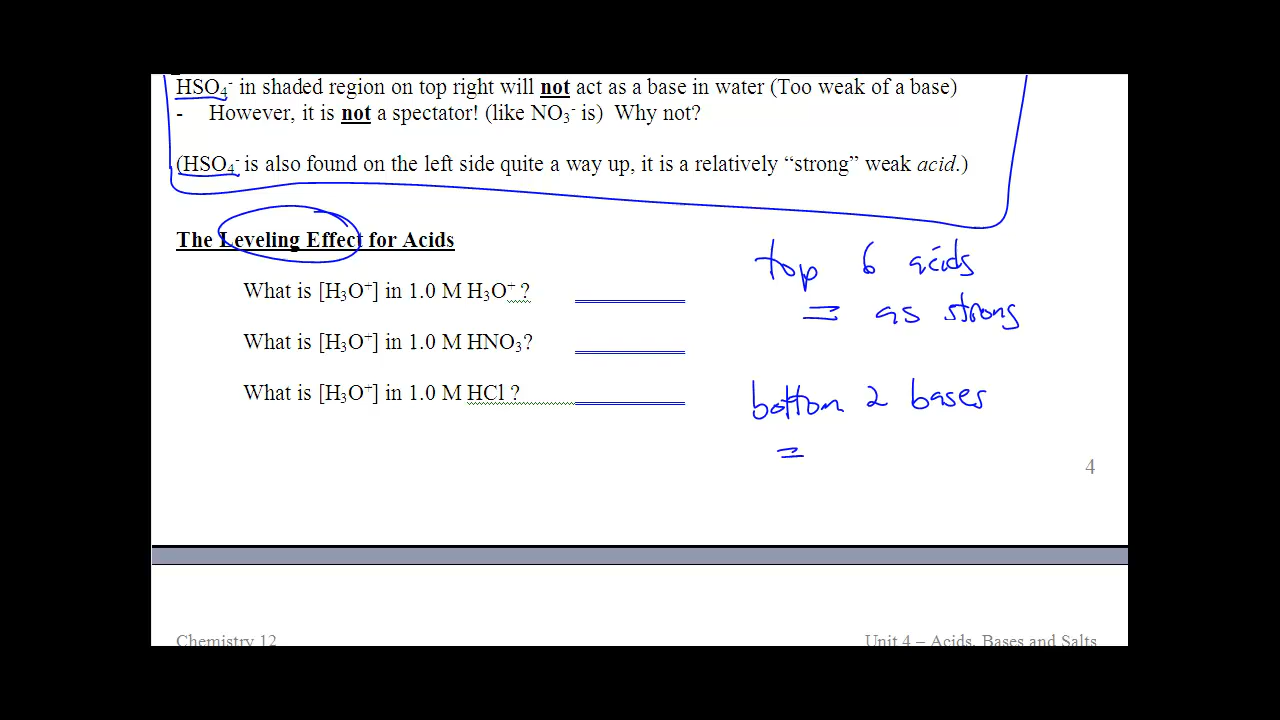 HSO₄⁻ in shaded region on top right will not act as a base in water (Too weak of a base)
- However, it is not a spectator! (like NO₃⁻ is) Why not?
(HSO₄⁻ is also found on the left side quite a way up, it is a relatively “strong” weak acid.)
The Leveling Effect for Acids
top 6 acids
What is [H₃O⁺] in 1.0 M H₃O⁺ ?
= as strong
What is [H₃O⁺] in 1.0 M HNO₃?
What is [H₃O⁺] in 1.0 M HCl ?
bottom 2 bases
=
4
Chemistry 12
Unit 4 – Acids, Bases and Salts